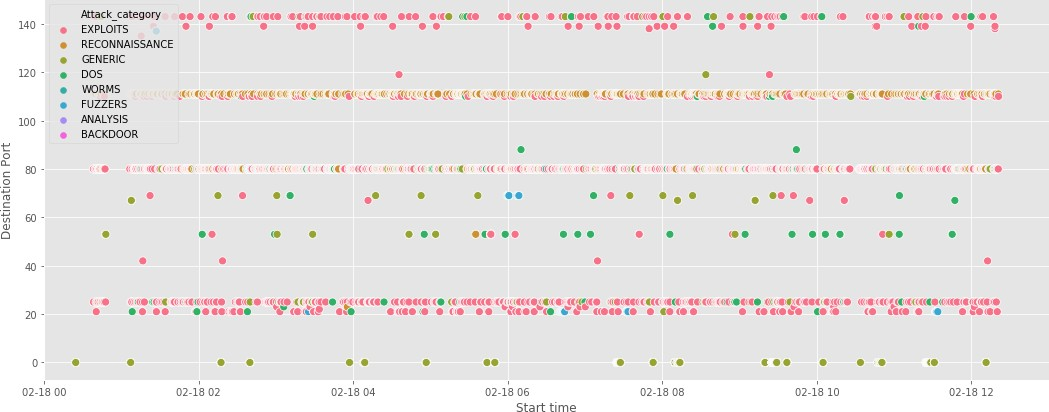 Attack_category
EXPLOITS
RECONNAISSANCE
GENERIC
DOS
WORMS
FUZZERS
ANALYSIS
BACKDOOR
140
120
100
80
60
40
20
0
Destination Port
02-18 00
02-18 02
02-18 04
02-18 06
02-18 08
02-18 10
02-18 12
Start time